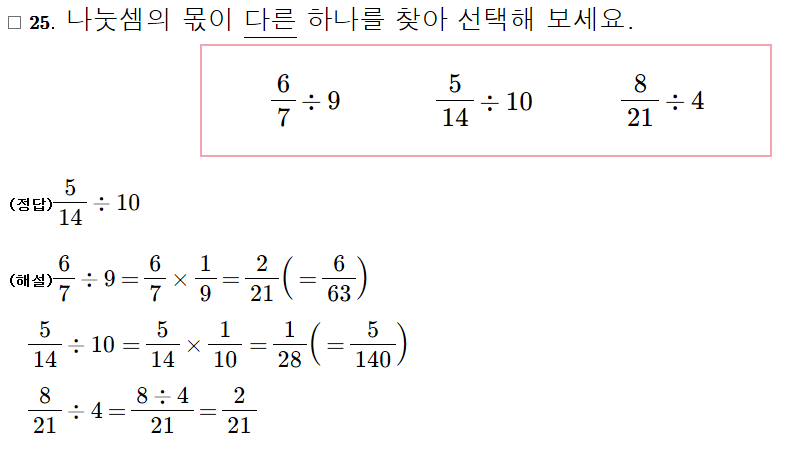 □ 25. 나눗셈의 몫이 다른 하나를 찾아 선택해 보세요.
6/7 ÷ 9   5/14 ÷ 10   8/21 ÷ 4
(정답) 5/14 ÷ 10
(해설) 6/7 ÷ 9 = 6/7 × 1/9 = 2/21 (= 6/63)
5/14 ÷ 10 = 5/14 × 1/10 = 1/28 (= 5/140)
8/21 ÷ 4 = (8 ÷ 4)/21 = 2/21